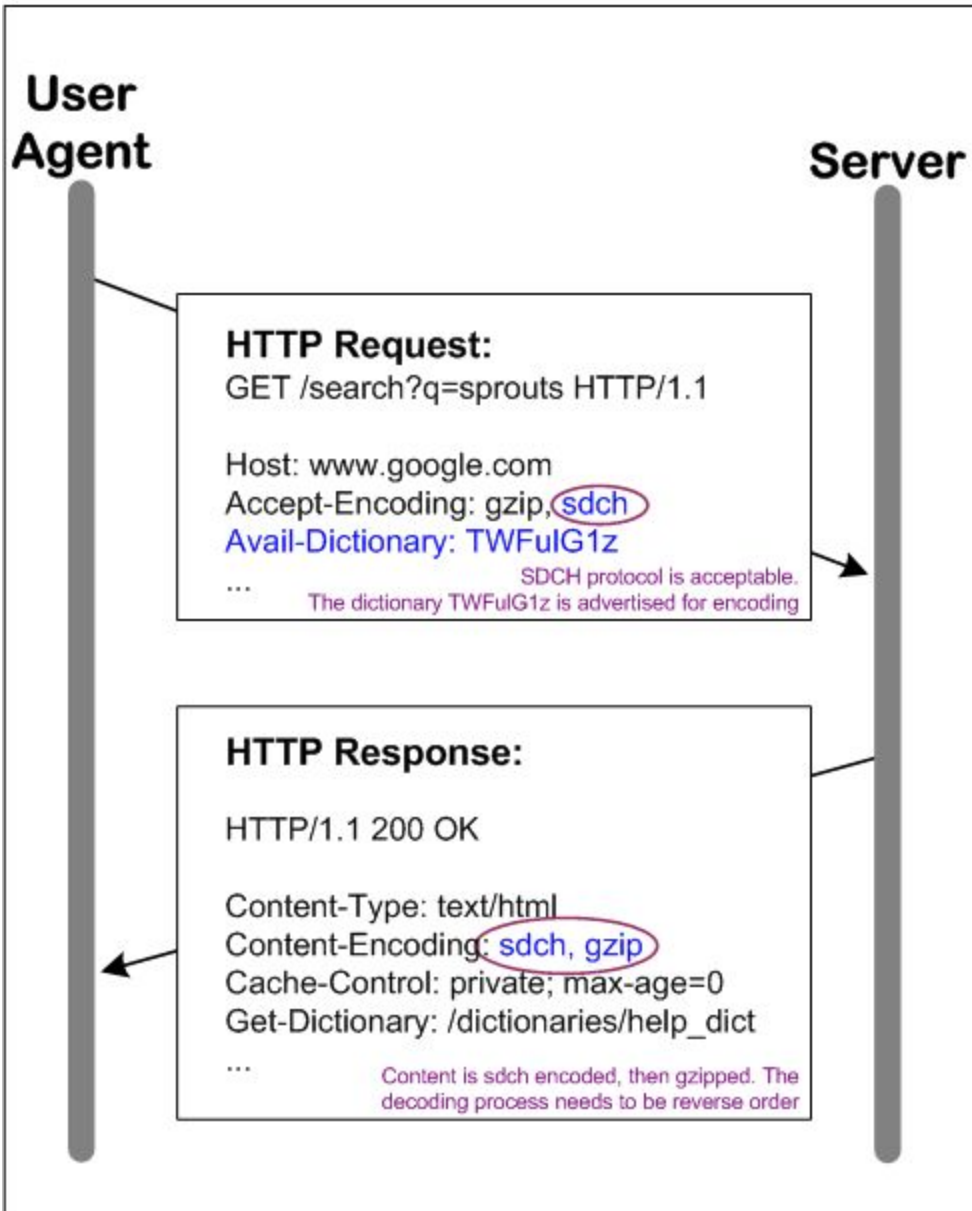 User
Agent
Server
HTTP Request:
GET /search?q=sprouts HTTP/1.1
Host: www.google.com
Accept-Encoding: gzip, sdch
Avail-Dictionary: TWFuIG1z
...
SDCH protocol is acceptable.
The dictionary TWFuIG1z is advertised for encoding
HTTP Response:
HTTP/1.1 200 OK
Content-Type: text/html
Content-Encoding: sdch, gzip
Cache-Control: private; max-age=0
Get-Dictionary: /dictionaries/help_dict
...
Content is sdch encoded, then gzipped. The
decoding process needs to be reverse order